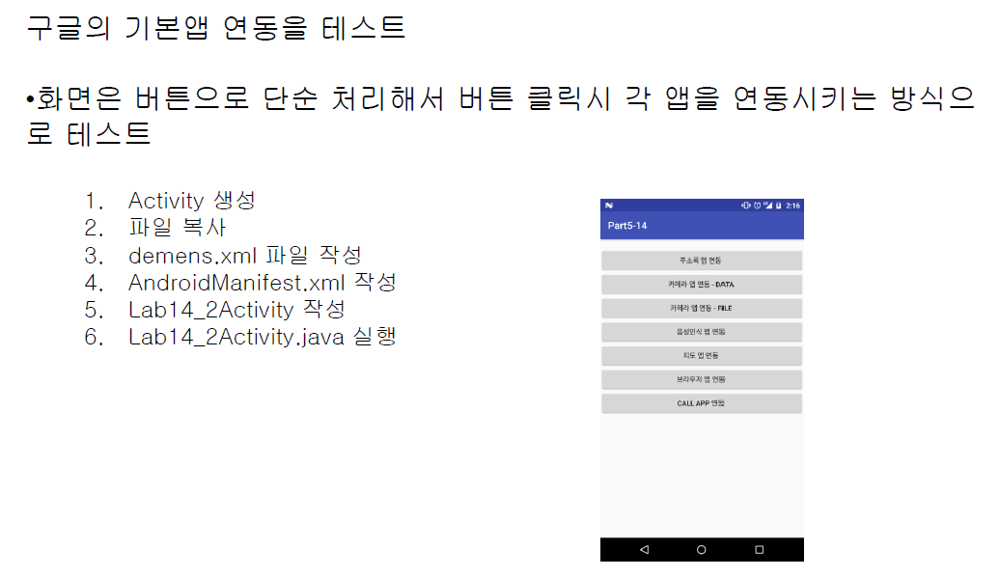 구글의 기본앱 연동을 테스트
•화면은 버튼으로 단순 처리해서 버튼 클릭시 각 앱을 연동시키는 방식으
로 테스트
1. Activity 생성
2. 파일 복사
3. demens.xml 파일 작성
4. AndroidManifest.xml 작성
5. Lab14_2Activity 작성
6. Lab14_2Activity.java 실행
2:16
Part5-14
주소록 앱 연동
카메라 앱 연동 - DATA
카메라 앱 연동 - FIILE
음성인식 앱 연동
지도 앱 연동
브라우저 앱 연동
CALL APP 연동